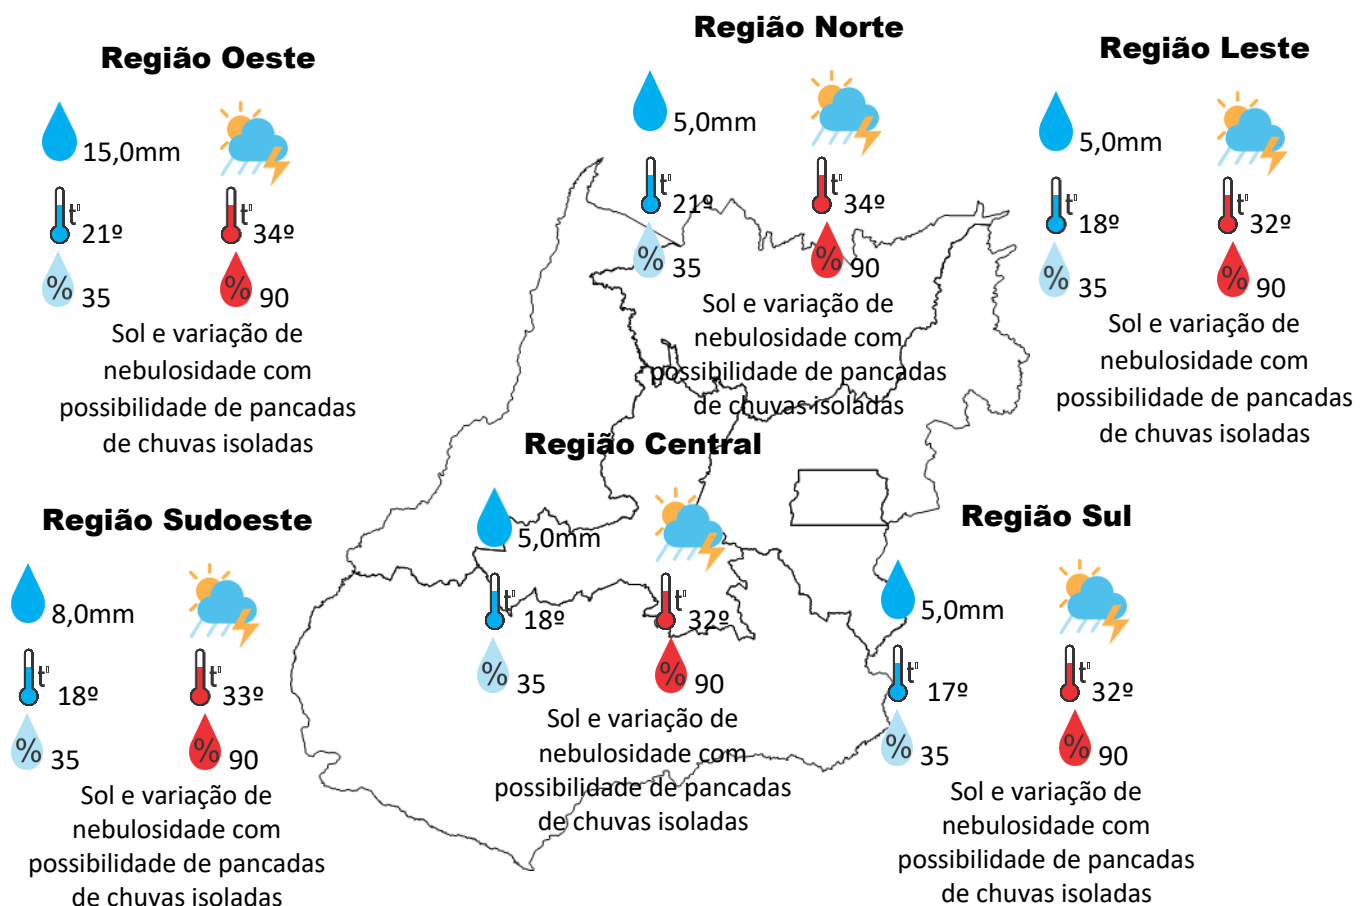 Região Oeste
15,0mm
t°
21º
34º
%
35
%
90
Sol e variação de
nebulosidade com
possibilidade de pancadas
de chuvas isoladas
Região Norte
5,0mm
t°
21º
t°
34º
%
35
%
90
Sol e variação de
nebulosidade com
possibilidade de pancadas
de chuvas isoladas
Região Leste
5,0mm
t°
18º
t°
32º
%
35
%
90
Sol e variação de
nebulosidade com
possibilidade de pancadas
de chuvas isoladas
Região Sudoeste
8,0mm
t°
18º
t°
33º
%
35
%
90
Sol e variação de
nebulosidade com
possibilidade de pancadas
de chuvas isoladas
Região Central
5,0mm
t°
18º
t°
32º
%
35
%
90
Sol e variação de
nebulosidade com
possibilidade de pancadas
de chuvas isoladas
Região Sul
5,0mm
t°
17º
t°
32º
%
35
%
90
Sol e variação de
nebulosidade com
possibilidade de pancadas
de chuvas isoladas